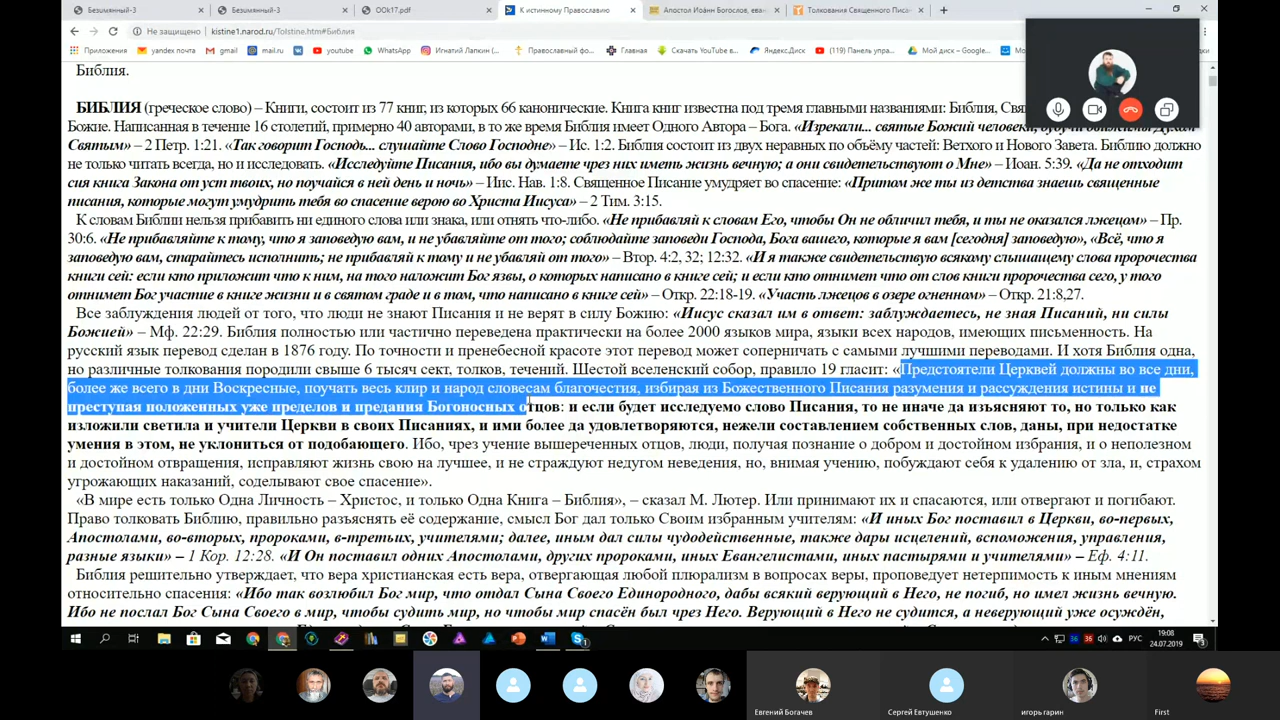 Безымянный-3
Безымянный-3
OOk17.pdf
К истинному Православию
Апостол Иоанн Богослов, еван
Толкования Священного Писан
Не защищено
kistine1.narod.ru/Tolstine.htm#Библия
Приложения
yandex почта
gmail
mail.ru
youtube
WhatsApp
Игнатий Лапкин (...
Православный фо...
Главная
Скачать YouTube в...
Яндекс.Диск
(119) Панель управ...
Мой диск – Google...
Библия.
БИБЛИЯ (греческое слово) – Книги, состоит из 77 книг, из которых 66 канонические. Книга книг известна под тремя главными названиями: Библия,
Божие. Написанная в течение 16 столетий, примерно 40 авторами, в то же время Библия имеет Одного Автора – Бога. «Изрекали... святые Божий человеки, будучи движимы Духом
Святым» – 2 Петр. 1:21. «Так говорит Господь... слушайте Слово Господне» – Ис. 1:2. Библия состоит из двух неравных по объёму частей: Ветхого и Нового Завета. Библию должно
не только читать всегда, но и исследовать. «Исследуйте Писания, ибо вы думаете чрез них иметь жизнь вечную; а они свидетельствуют о Мне» – Иоан. 5:39. «Да не отходит
сия книга Закона от уст твоих, но поучайся в ней день и ночь» – Иис. Нав. 1:8. Священное Писание умудряет во спасение: «Притом же ты из детства знаешь священные
писания, которые могут умудрить тебя во спасение верою во Христа Иисуса» – 2 Тим. 3:15.
К словам Библии нельзя прибавить ни единого слова или знака, или отнять что-либо. «Не прибавляй к словам Его, чтобы Он не обличил тебя, и ты не оказался лжецом» – Пр.
30:6. «Не прибавляйте к тому, что я заповедую вам, и не убавляйте от того; соблюдайте заповеди Господа, Бога вашего, которые я вам [сегодня] заповедую», «Всё, что я
заповедую вам, старайтесь исполнить; не прибавляй к тому и не убавляй от того» – Втор. 4:2, 32; 12:32. «И я также свидетельствую всякому слышащему слова пророчества
книги сей: если кто приложит что к ним, на того наложит Бог язвы, о которых написано в книге сей; и если кто отнимет что от слов книги пророчества сего, у того
отнимет Бог участие в книге жизни и в святом граде и в том, что написано в книге сей» – Откр. 22:18-19. «Участь лжецов в озере огненном» – Откр. 21:8,27.
Все заблуждения людей от того, что люди не знают Писания и не верят в силу Божию: «Иисус сказал им в ответ: заблуждаетесь, не зная Писаний, ни силы
Божией» – Мф. 22:29. Библия полностью или частично переведена практически на более 2000 языков мира, языки всех народов, имеющих письменность. На
русский язык перевод сделан в 1876 году. По точности и пренебесной красоте этот перевод может соперничать с самыми лучшими переводами. И хотя Библия одна,
но различные толкования породили свыше 6 тысяч сект, толков, течений. Шестой вселенский собор, правило 19 гласит: «Предстоятели Церквей должны во все дни,
более же всего в дни Воскресные, поучать весь клир и народ словесам благочестия, избирая из Божественного Писания разумения и рассуждения истины и не
преступая положенных уже пределов и предания Богоносных отцов: и если будет исследуемо слово Писания, то не иначе да изъясняют то, но только как
изложили светила и учители Церкви в своих Писаниях, и ими более да удовлетворяются, нежели составлением собственных слов, даны, при недостатке
умения в этом, не уклониться от подобающего. Ибо, чрез учение вышереченных отцов, люди, получая познание о добром и достойном избрания, и о неполезном
и достойном отвращения, исправляют жизнь свою на лучшее, и не страждуют недугом неведения, но, внимая учению, побуждают себя к удалению от зла, и, страхом
угрожающих наказаний, соделывают свое спасение».
«В мире есть только Одна Личность – Христос, и только Одна Книга – Библия», – сказал М. Лютер. Или принимают их и спасаются, или отвергают и погибают.
Право толковать Библию, правильно разъяснять её содержание, смысл Бог дал только Своим избранным учителям: «И иных Бог поставил в Церкви, во-первых,
Апостолами, во-вторых, пророками, в-третьих, учителями; далее, иным дал силы чудодейственные, также дары исцелений, вспоможения, управления,
разные языки» – 1 Кор. 12:28. «И Он поставил одних Апостолами, других пророками, иных Евангелистами, иных пастырями и учителями» – Еф. 4:11.
Библия решительно утверждает, что вера христианская есть вера, отвергающая любой плюрализм в вопросах веры, проповедует нетерпимость к иным мнениям
относительно спасения: «Ибо так возлюбил Бог мир, что отдал Сына Своего Единородного, дабы всякий верующий в Него, не погиб, но имел жизнь вечную.
Ибо не послал Бог Сына Своего в мир, чтобы судить мир, но чтобы мир спасён был чрез Него. Верующий в Него не судится, а неверующий уже осуждён,
36
36
РУС
19:08
24.07.2019
Евгений Богачев
Сергей Евтушенко
игорь гарин
First